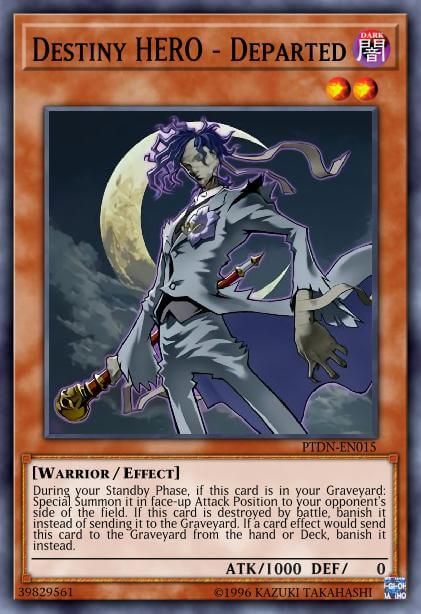 DESTINY HERO - DEPARTED
DARK
闇
PTDN-EN015
[WARRIOR / EFFECT]
During your Standby Phase, if this card is in your Graveyard:
Special Summon it in face-up Attack Position to your opponent's
side of the field. If this card is destroyed by battle, banish it
instead of sending it to the Graveyard. If a card effect would send
this card to the Graveyard from the hand or Deck, banish it
instead.
ATK/1000 DEF/ 0
39829561 ©1996 KAZUKI TAKAHASHI